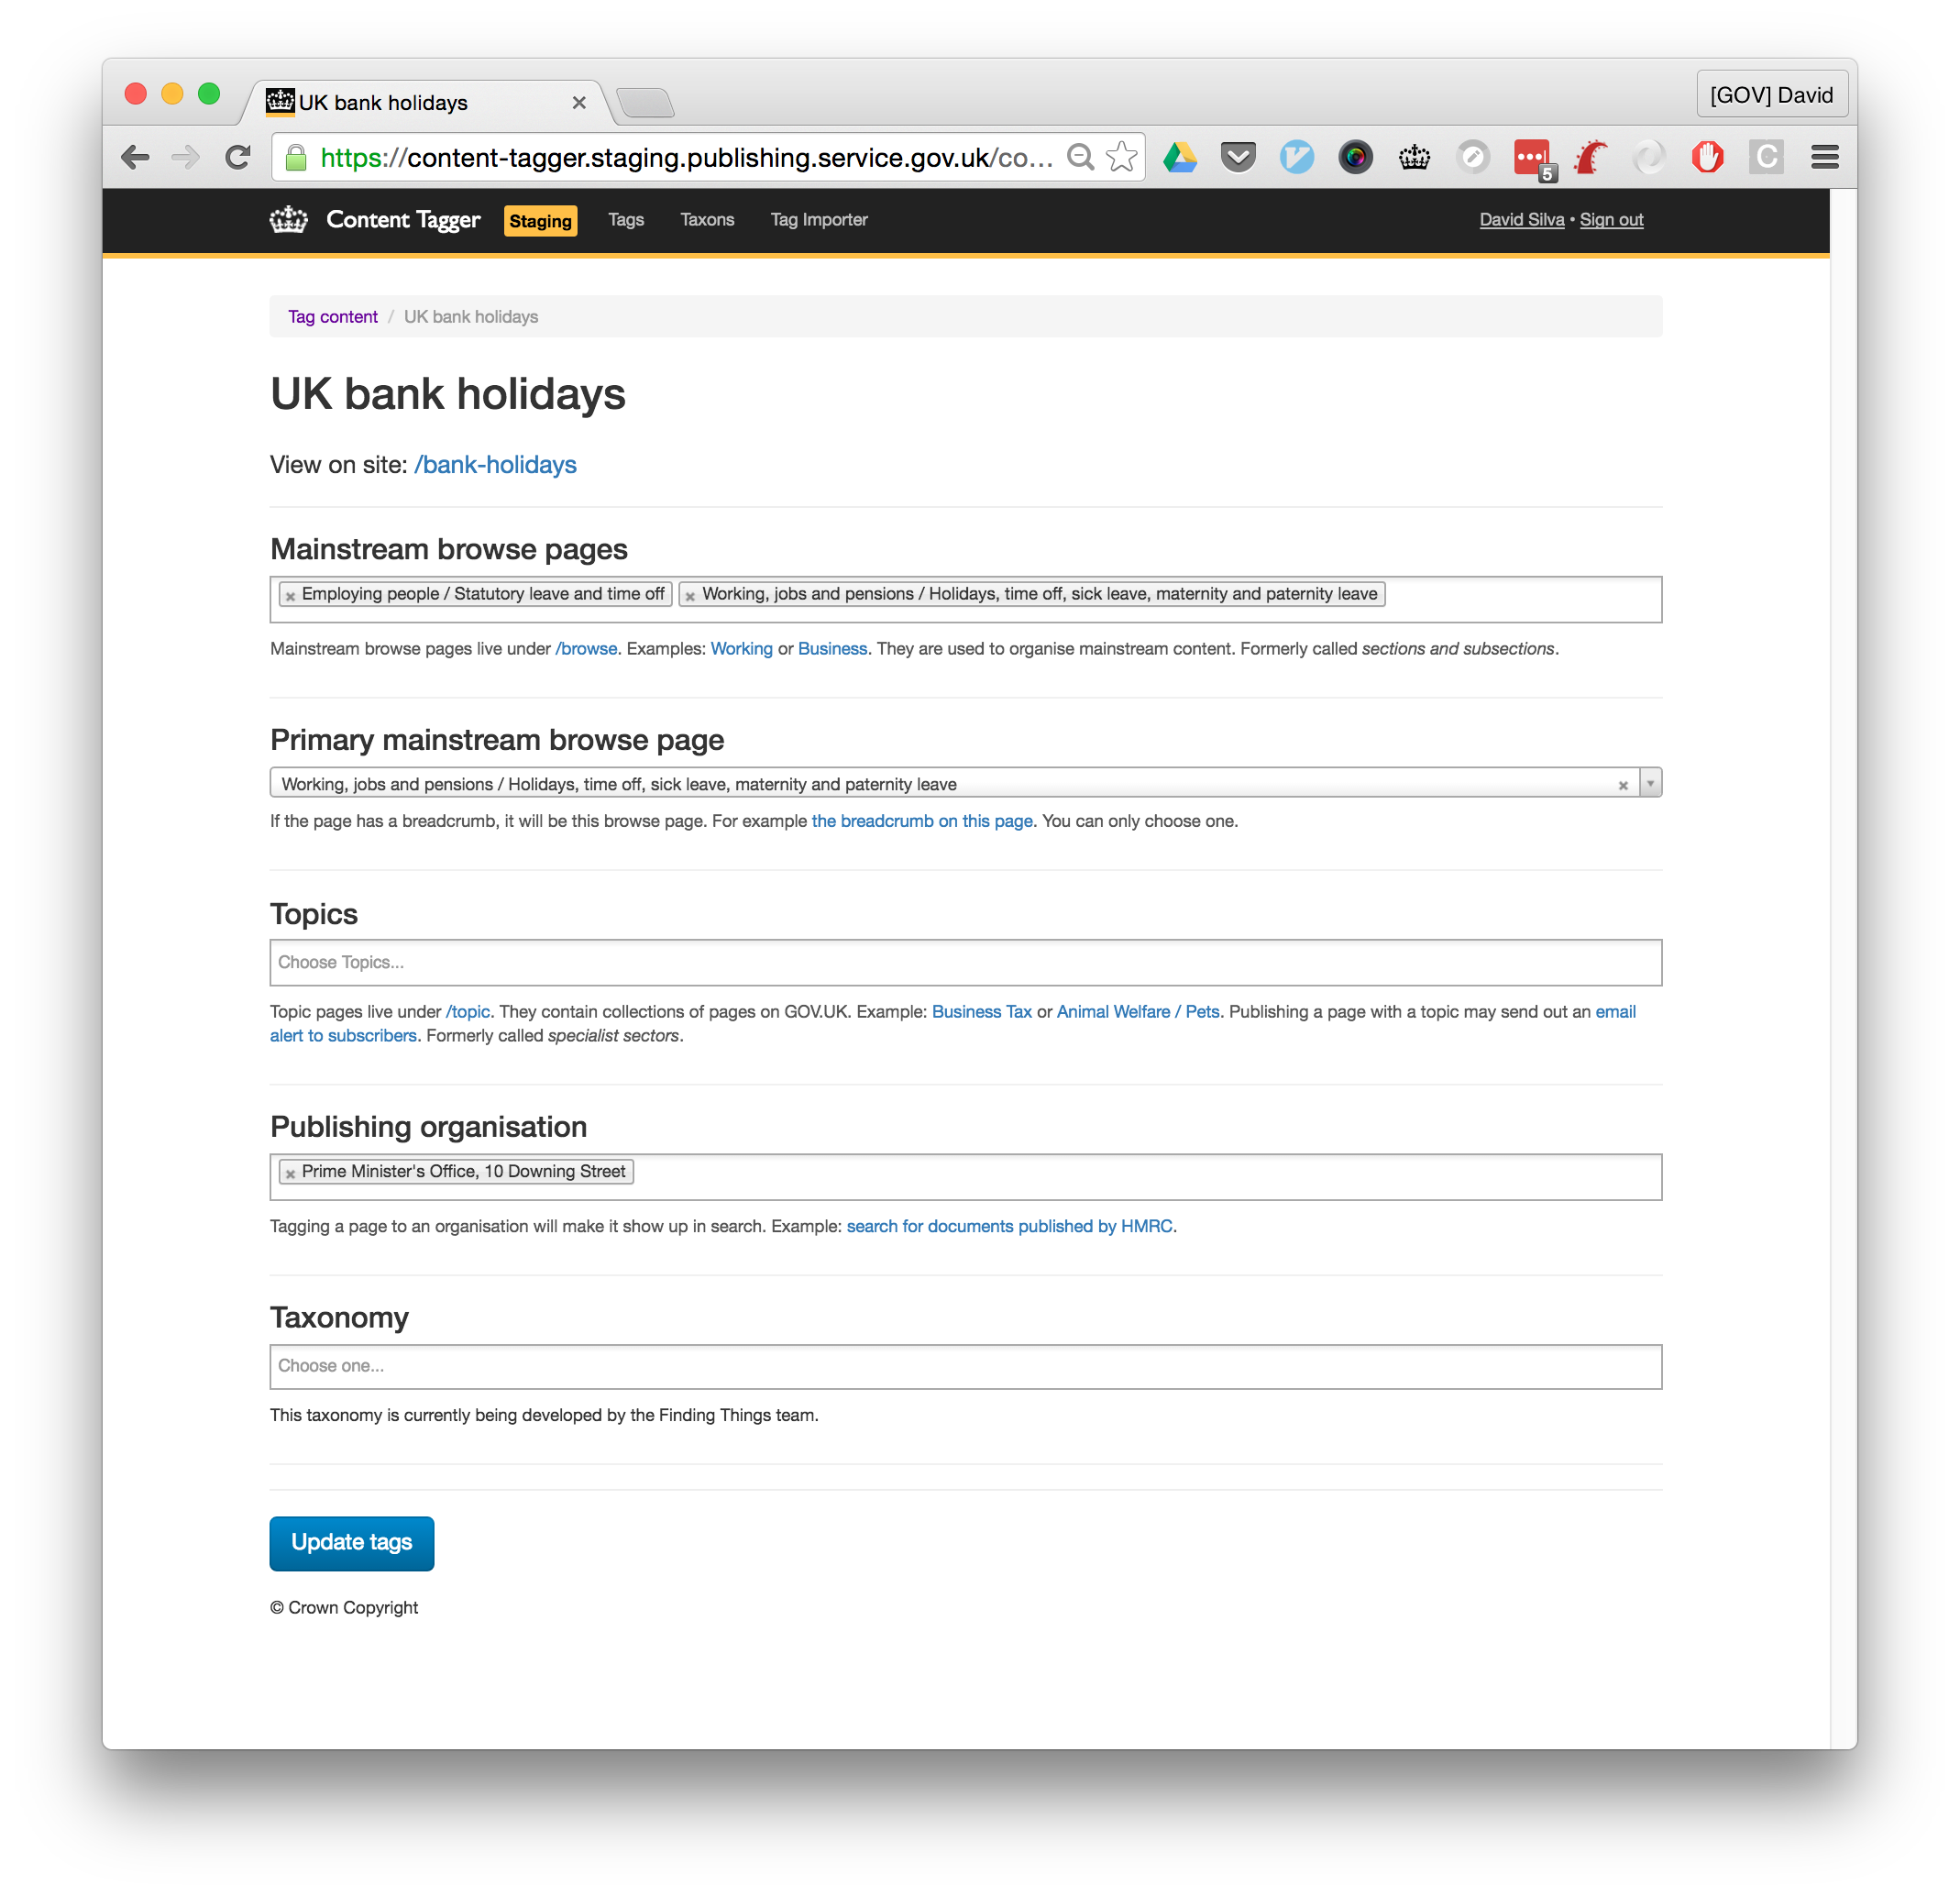 UK bank holidays
[GOV] David
https://content-tagger.staging.publishing.service.gov.uk/co...
5
C
Content Tagger Staging Tags Taxons Tag Importer David Silva • Sign out
Tag content / UK bank holidays
UK bank holidays
View on site: /bank-holidays
Mainstream browse pages
Employing people / Statutory leave and time off Working, jobs and pensions / Holidays, time off, sick leave, maternity and paternity leave
Mainstream browse pages live under /browse. Examples: Working or Business. They are used to organise mainstream content. Formerly called sections and subsections.
Primary mainstream browse page
Working, jobs and pensions / Holidays, time off, sick leave, maternity and paternity leave
If the page has a breadcrumb, it will be this browse page. For example the breadcrumb on this page. You can only choose one.
Topics
Choose Topics...
Topic pages live under /topic. They contain collections of pages on GOV.UK. Example: Business Tax or Animal Welfare / Pets. Publishing a page with a topic may send out an email
alert to subscribers. Formerly called specialist sectors.
Publishing organisation
Prime Minister's Office, 10 Downing Street
Tagging a page to an organisation will make it show up in search. Example: search for documents published by HMRC.
Taxonomy
Choose one...
This taxonomy is currently being developed by the Finding Things team.
Update tags
© Crown Copyright